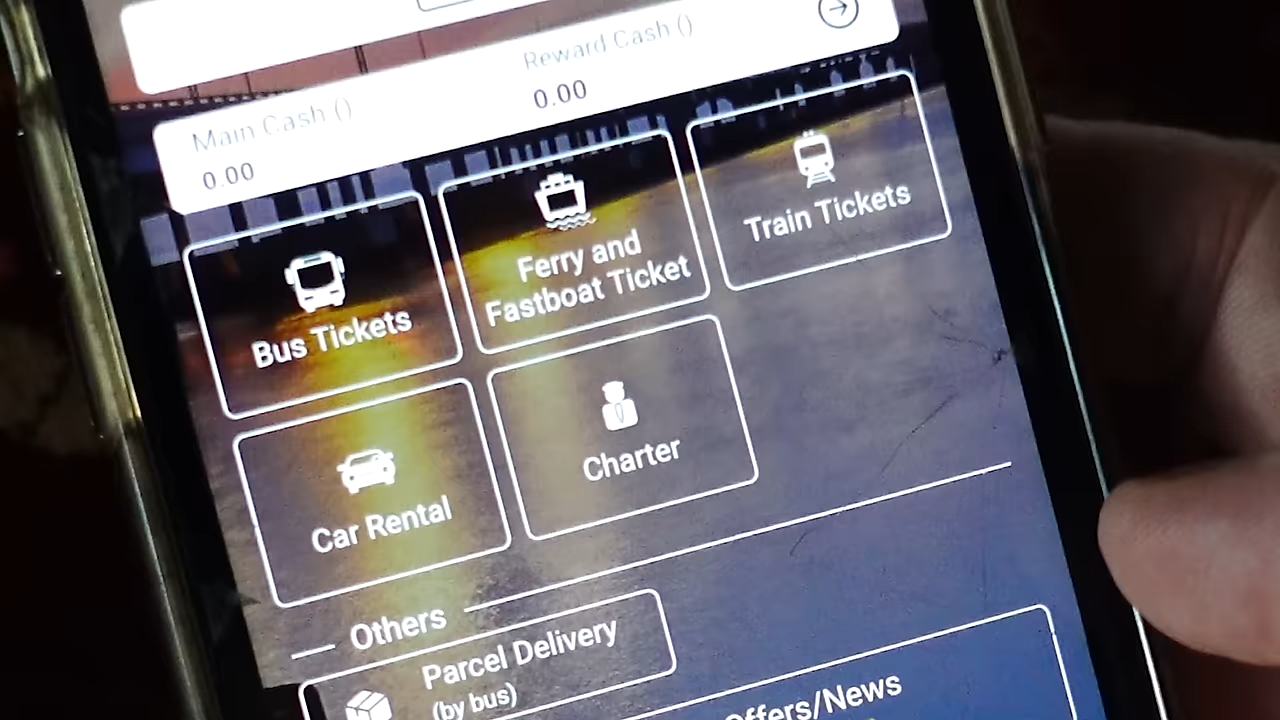 Main Cash ()
0.00
Reward Cash ()
0.00
Bus Tickets
Ferry and
Fastboat Ticket
Train Tickets
Car Rental
Charter
Others
Parcel Delivery
(by bus)
Offers/News